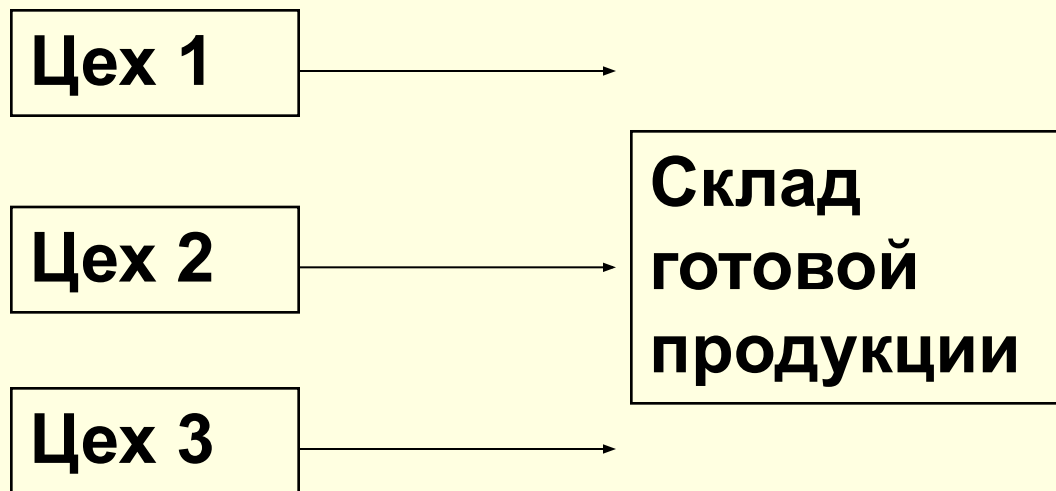 Цех 1
Цех 2
Цех 3
Склад
готовой
продукции